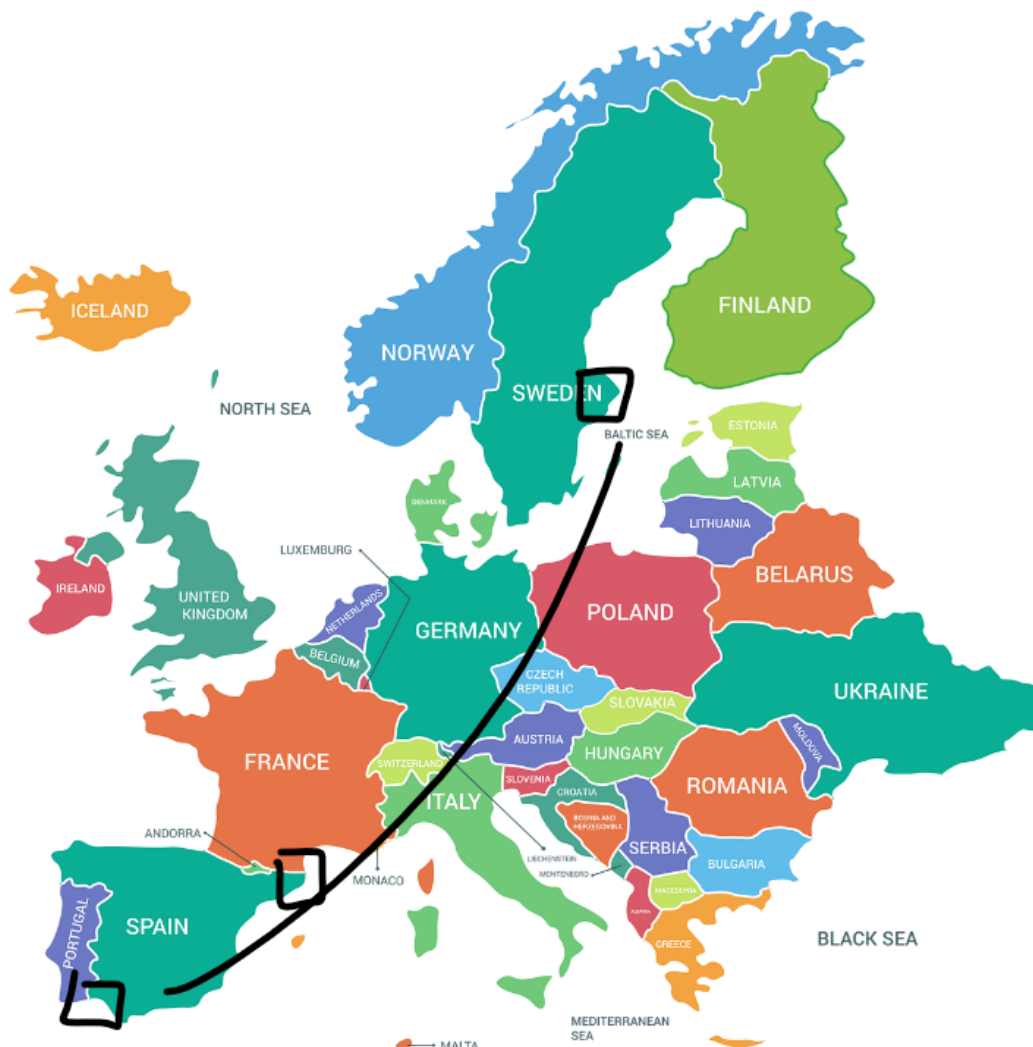 ICELAND
NORWAY
SWEDEN
FINLAND
NORTH SEA
BALTIC SEA
ESTONIA
LATVIA
LITHUANIA
DENMARK
LUXEMBURG
IRELAND
UNITED
KINGDOM
NETHERLANDS
BELGIUM
GERMANY
POLAND
BELARUS
CZECH
REPUBLIC
SLOVAKIA
UKRAINE
FRANCE
SWITZERLAND
AUSTRIA
HUNGARY
MOLDOVA
SLOVENIA
ITALY
CROATIA
ROMANIA
BOSNIA AND
HERZEGOVINA
SERBIA
ANDORRA
MONACO
LIECHENSTEIN
MONTENEGRO
BULGARIA
MACEDONIA
PORTUGAL
SPAIN
GREECE
BLACK SEA
MEDITERRANEAN
SEA
MALTA